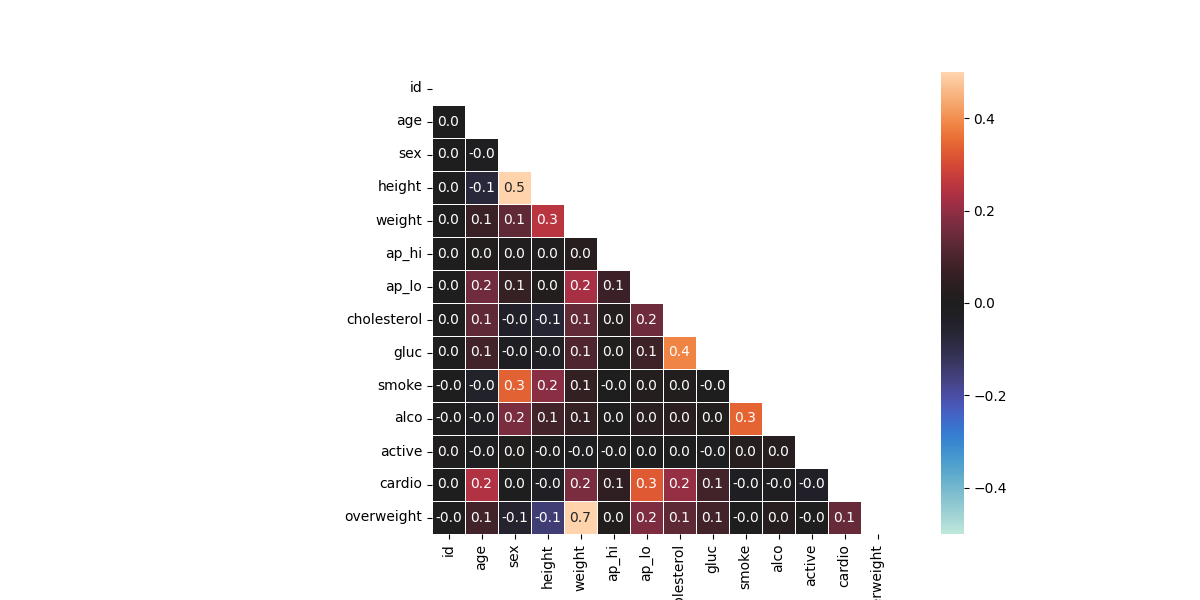 id
age 0.0
sex 0.0 -0.0
height 0.0 -0.1 0.5
weight 0.0 0.1 0.1 0.3
ap_hi 0.0 0.0 0.0 0.0 0.0
ap_lo 0.0 0.2 0.1 0.0 0.2 0.1
cholesterol 0.0 0.1 -0.0 -0.1 0.1 0.0 0.2
gluc 0.0 0.1 -0.0 -0.0 0.1 0.0 0.1 0.4
smoke -0.0 -0.0 0.3 0.2 0.1 -0.0 0.0 0.0 -0.0
alco -0.0 -0.0 0.2 0.1 0.1 0.0 0.0 0.0 0.0 0.3
active 0.0 -0.0 0.0 -0.0 -0.0 -0.0 0.0 0.0 -0.0 0.0 0.0
cardio 0.0 0.2 0.0 -0.0 0.2 0.1 0.3 0.2 0.1 -0.0 -0.0 -0.0
overweight -0.0 0.1 -0.1 -0.1 0.7 0.0 0.2 0.1 0.1 -0.0 0.0 -0.0 0.1
id age sex height weight ap_hi ap_lo olesterol gluc smoke alco active cardio erweight
0.4
0.2
0.0
−0.2
−0.4